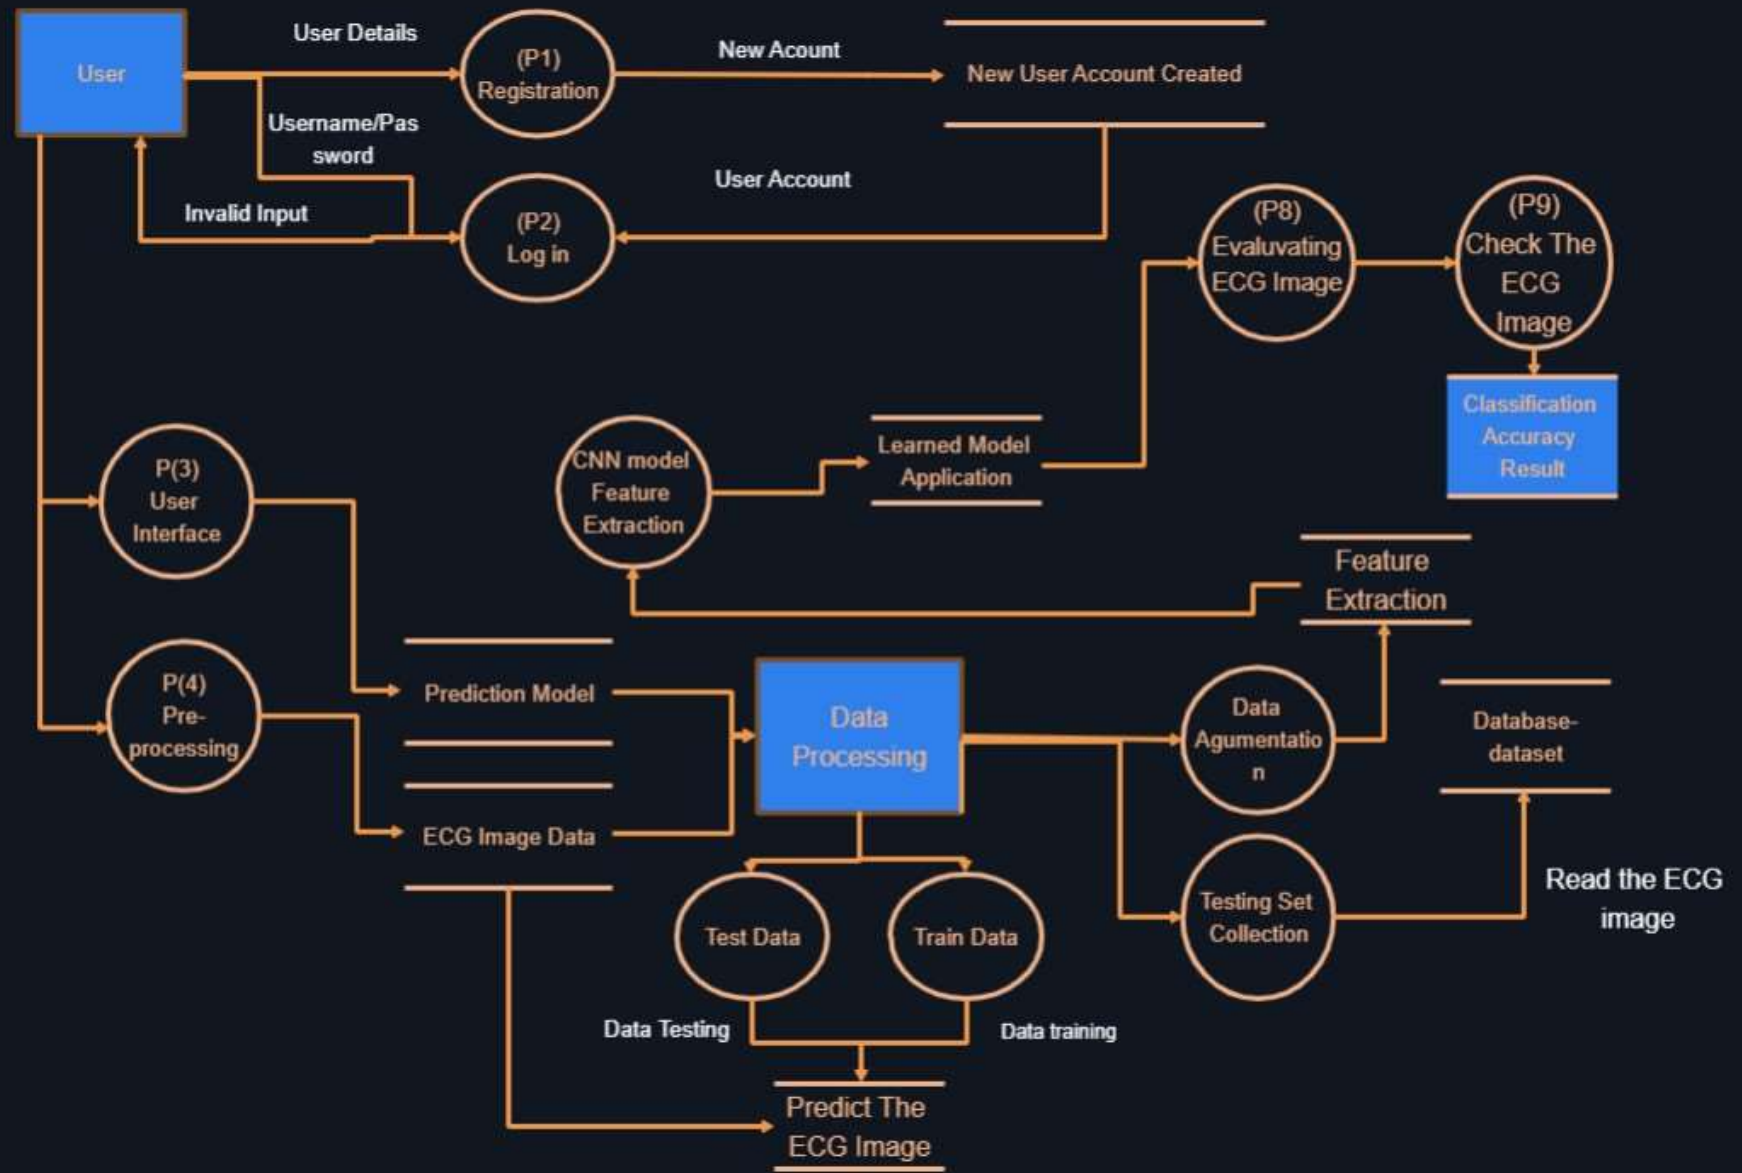 User
User Details
(P1)
Registration
New Acount
New User Account Created
Username/Pas
sword
Invalid Input
(P2)
Log in
User Account
(P8)
Evaluvating
ECG Image
(P9)
Check The
ECG
Image
Classification
Accuracy
Result
P(3)
User
Interface
CNN model
Feature
Extraction
Learned Model
Application
Feature
Extraction
P(4)
Pre-
processing
Prediction Model
ECG Image Data
Data
Processing
Data
Agumentatio
n
Database-
dataset
Testing Set
Collection
Read the ECG
image
Test Data
Train Data
Data Testing
Data training
Predict The
ECG Image